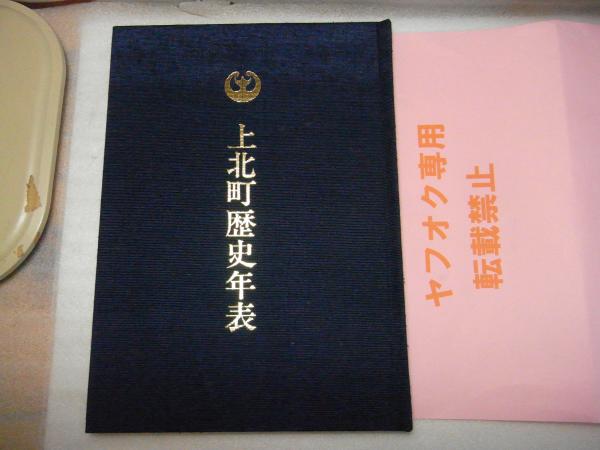 上北町歴史年表
ヤフオク専用
転載禁止